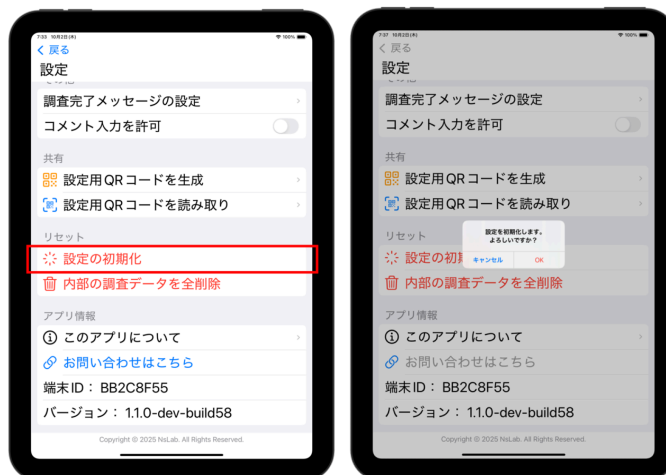 7:33 10月2日(木)
100%
戻る
設定
調査完了メッセージの設定
コメント入力を許可
共有
設定用QRコードを生成
設定用QRコードを読み取り
リセット
設定の初期化
内部の調査データを全削除
アプリ情報
このアプリについて
お問い合わせはこちら
端末ID： BB2C8F55
バージョン： 1.1.0-dev-build58
Copyright © 2025 NsLab. All Rights Reserved.
7:37 10月2日(木)
100%
戻る
設定
調査完了メッセージの設定
コメント入力を許可
共有
設定用QRコードを生成
設定用QRコードを読み取り
リセット
設定の初
設定を初期化します。
よろしいですか？
キャンセル OK
内部の調査データを全削除
アプリ情報
このアプリについて
お問い合わせはこちら
端末ID： BB2C8F55
バージョン： 1.1.0-dev-build58
Copyright © 2025 NsLab. All Rights Reserved.